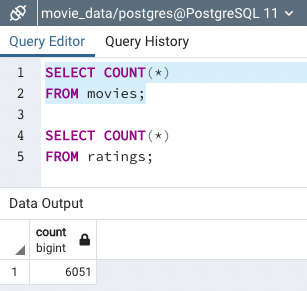 movie_data/postgres@PostgreSQL 11
Query Editor Query History
1 SELECT COUNT(*)
2 FROM movies;
3
4 SELECT COUNT(*)
5 FROM ratings;
Data Output
count
bigint
1 6051